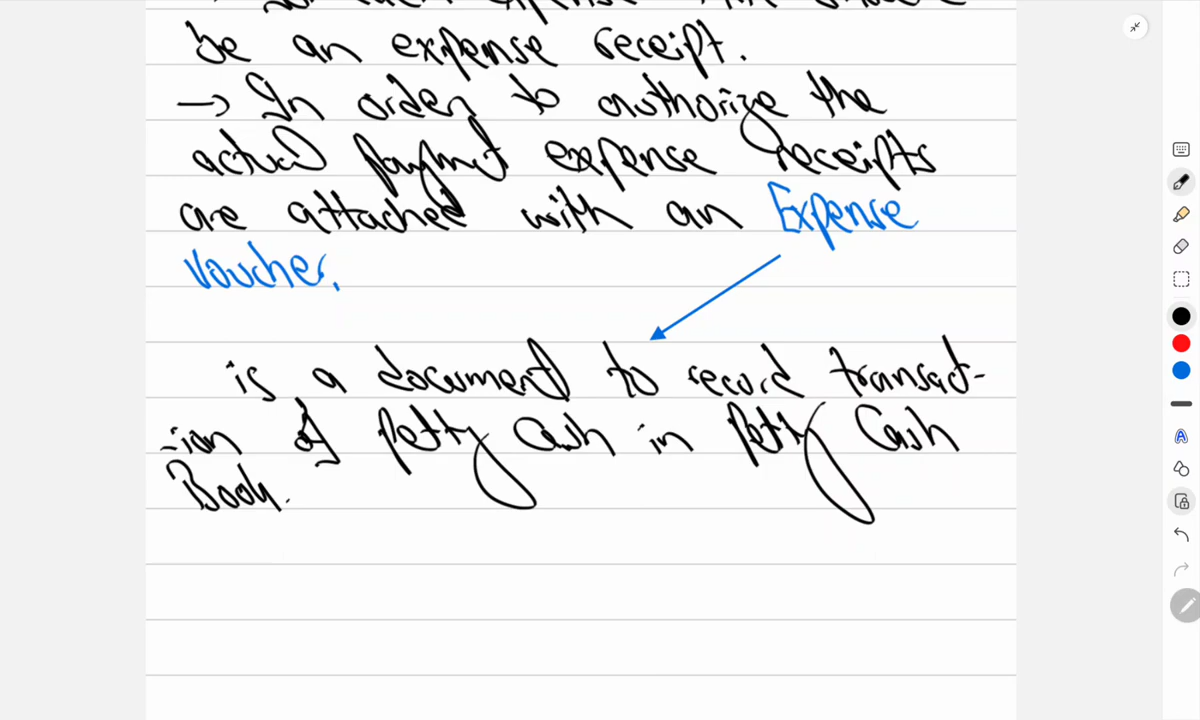 be an expense receipt.
→ In order to authorize the
actual payment expense receipts
are attached with an Expense
Voucher.
is a document to record transact-
-ion of Petty Cash in Petty Cash
Book.